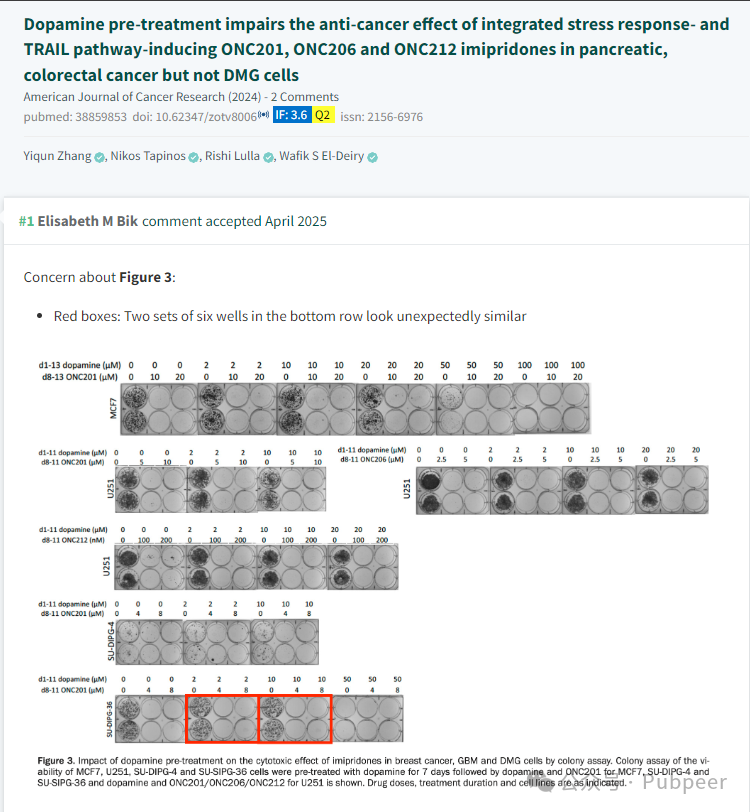 Dopamine pre-treatment impairs the anti-cancer effect of integrated stress response- and
TRAIL pathway-inducing ONC201, ONC206 and ONC212 imipridones in pancreatic,
colorectal cancer but not DMG cells
American Journal of Cancer Research (2024) - 2 Comments
pubmed: 38859853 doi: 10.62347/zotv8006 IF: 3.6 Q2 issn: 2156-6976
Yiqun Zhang, Nikos Tapinos, Rishi Lulla, Wafik S El-Deiry
#1 Elisabeth M Bik comment accepted April 2025
Concern about Figure 3:
• Red boxes: Two sets of six wells in the bottom row look unexpectedly similar
d1-13 dopamine (μM) 0 0 0 2 2 2 10 10 10 20 20 20 50 50 50 100 100 100
d8-13 ONC201 (μM) 0 10 20 0 10 20 0 10 20 0 10 20 0 10 20 0 10 20
MCF7
d1-11 dopamine (μM) 0 0 0 2 2 2 10 10 10
d8-11 ONC201 (μM) 0 5 10 0 5 10 0 5 10
U251
d1-11 dopamine (μM) 0 0 0 2 2 2 10 10 10 20 20 20
d8-11 ONC206 (μM) 0 2.5 5 0 2.5 5 0 2.5 5 0 2.5 5
U251
d1-11 dopamine (μM) 0 0 0 2 2 2 10 10 10 20 20 20
d8-11 ONC212 (nM) 0 100 200 0 100 200 0 100 200 0 100 200
U251
d1-11 dopamine (μM) 0 0 0 2 2 2 10 10 10
d8-11 ONC201 (μM) 0 4 8 0 4 8 0 4 8
SU-DIPG-4
d1-11 dopamine (μM) 0 0 0 2 2 2 10 10 10 50 50 50
d8-11 ONC201 (μM) 0 4 8 0 4 8 0 4 8 0 4 8
SU-DIPG-36
Figure 3. Impact of dopamine pre-treatment on the cytotoxic effect of imipridones in breast cancer, GBM and DMG cells by colony assay. Colony assay of the vi-
ability of MCF7, U251, SU-DIPG-4 and SU-SIPG-36 cells were pre-treated with dopamine for 7 days followed by dopamine and ONC201 for MCF7, SU-DIPG-4 and
SU-SIPG-36 and dopamine and ONC201/ONC206/ONC212 for U251 is shown. Drug doses, treatment duration and cell lines are as indicated.
公众号 · Pubpeer